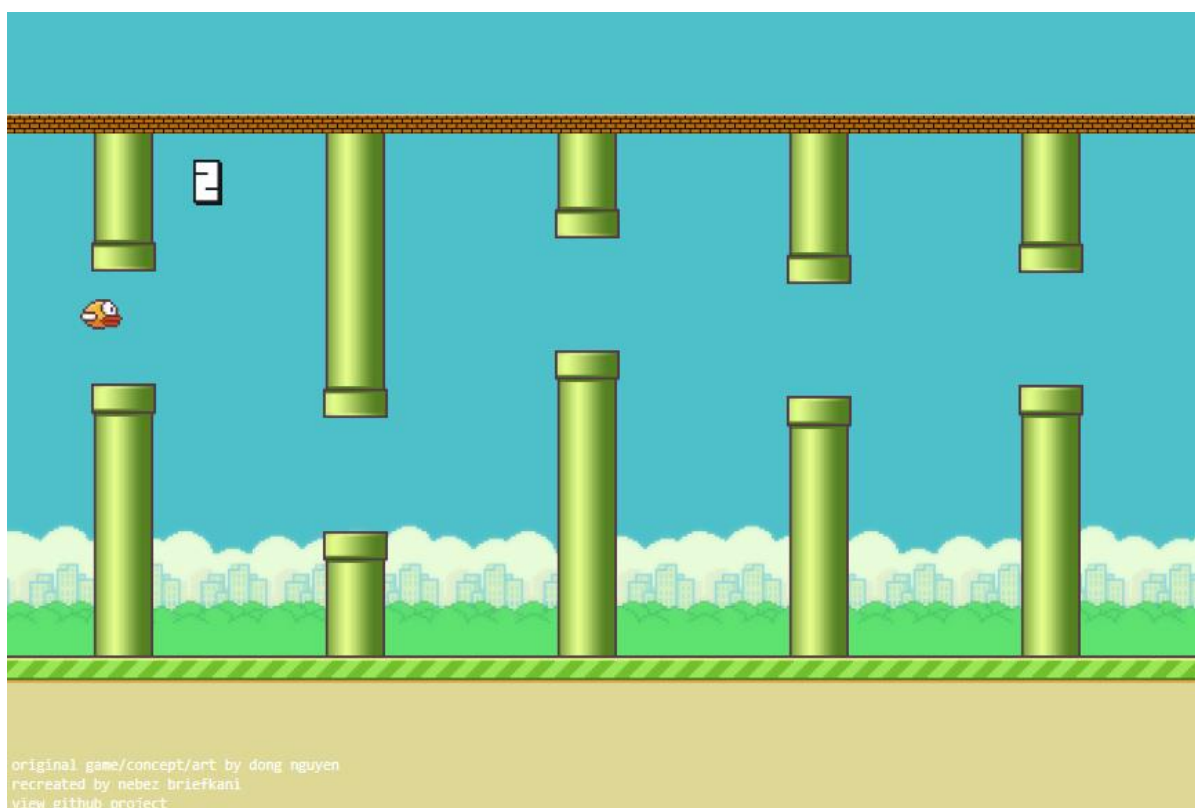 2
original game/concept/art by dong nguyen
recreated by nebez briefkani
view github project